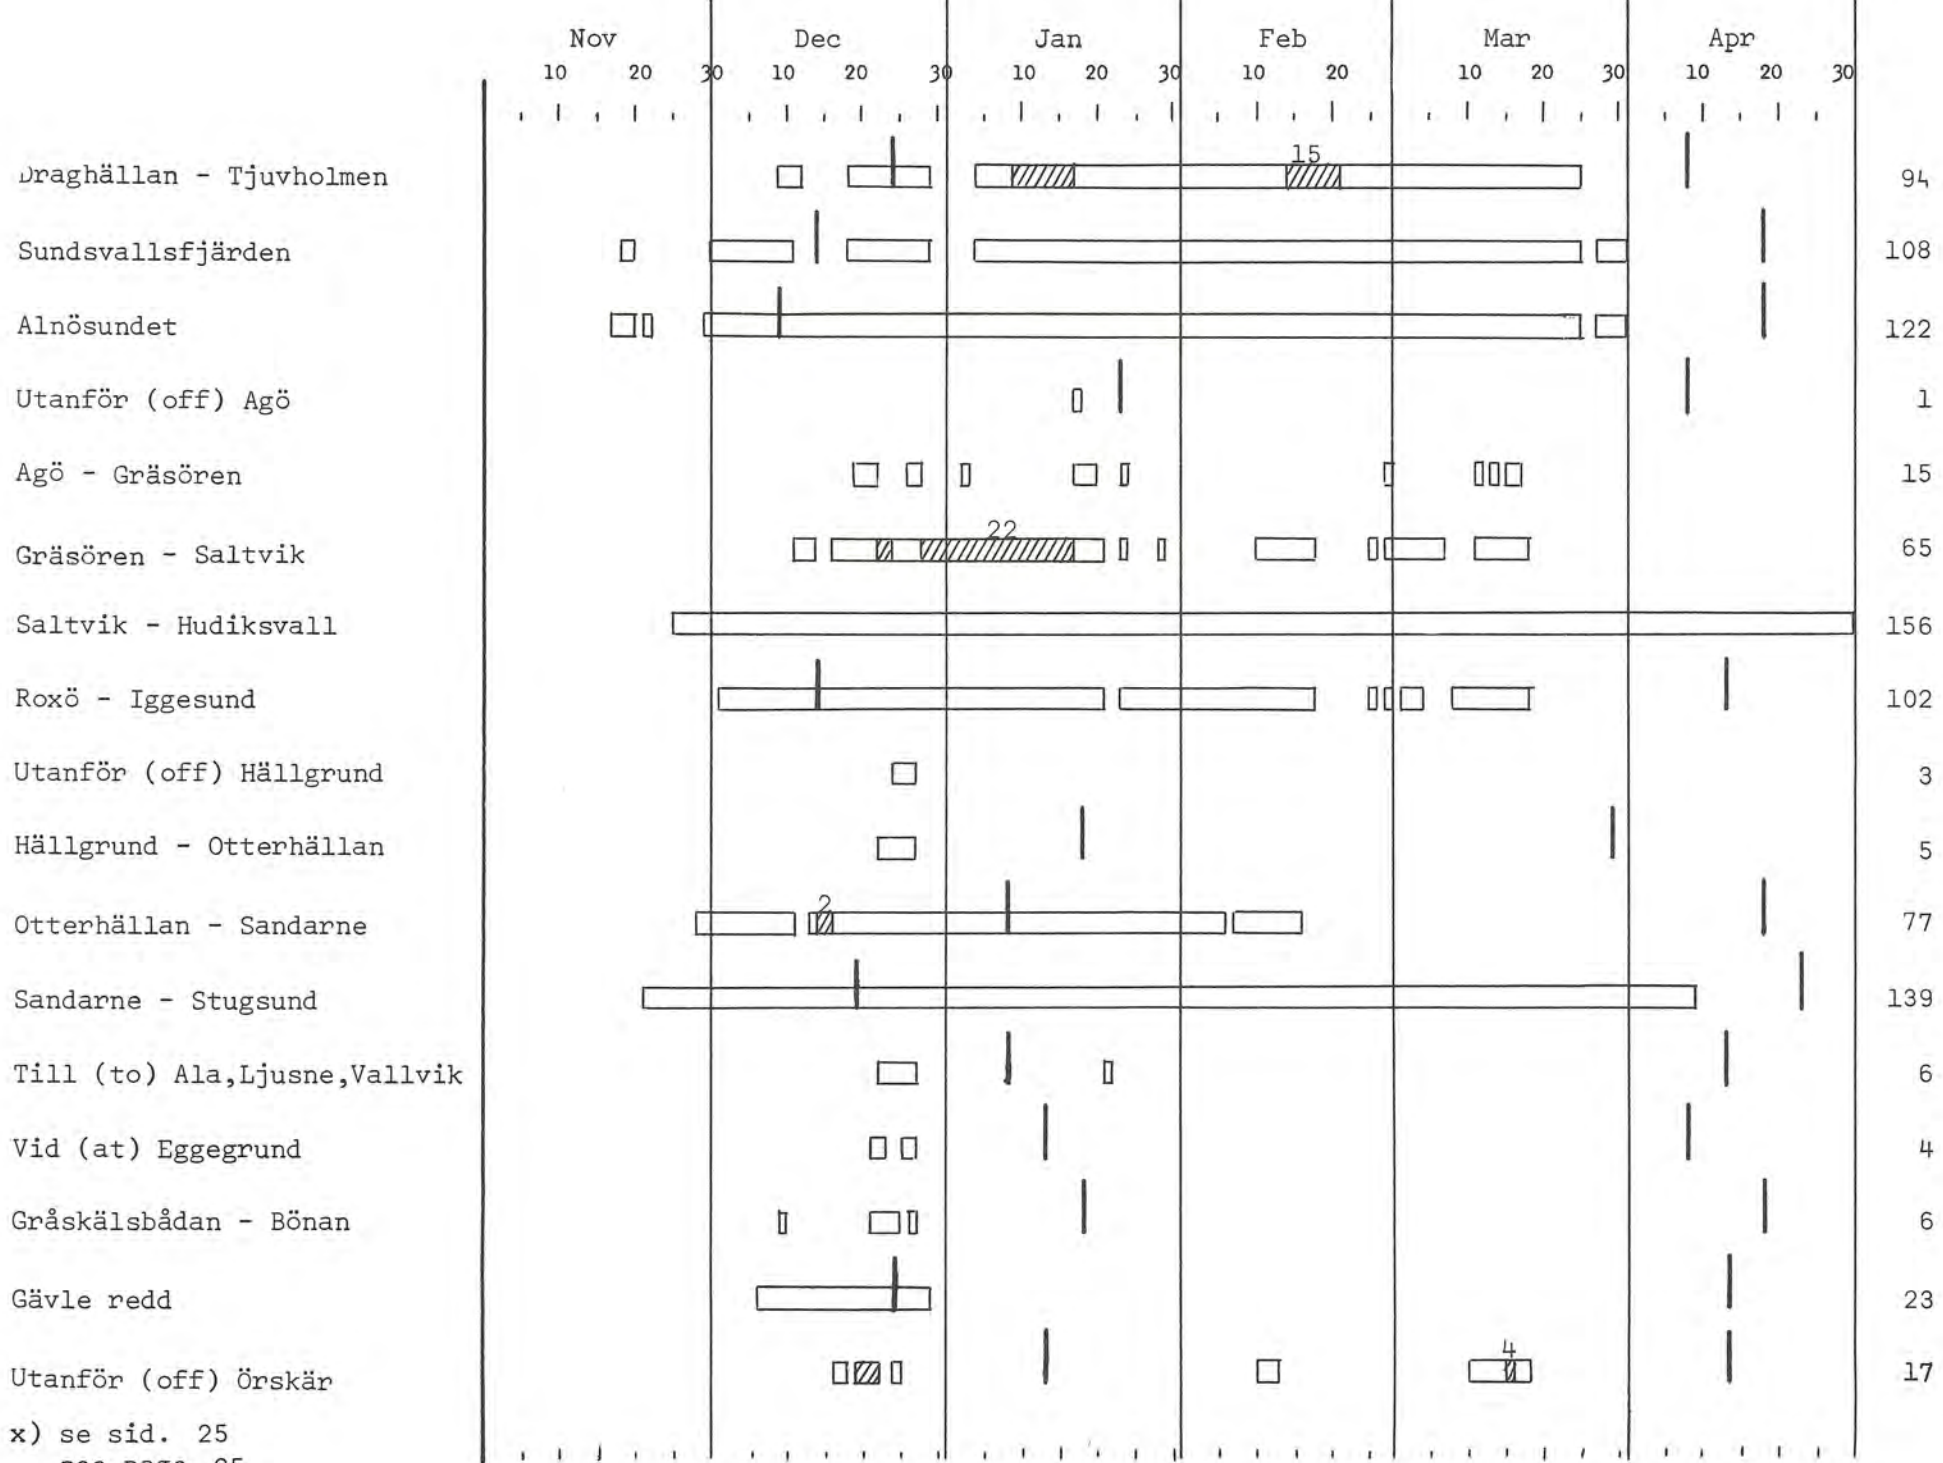 Nov Dec Jan Feb Mar Apr
10 20 30 10 20 30 10 20 30 10 20 10 20 30 10 20 30
Draghällan - Tjuvholmen 15 94
Sundsvallsfjärden 108
Alnösundet 122
Utanför (off) Agö 1
Agö - Gräsören 15
Gräsören - Saltvik 22 65
Saltvik - Hudiksvall 156
Roxö - Iggesund 102
Utanför (off) Hällgrund 3
Hällgrund - Otterhällan 5
Otterhällan - Sandarne 2 77
Sandarne - Stugsund 139
Till (to) Ala,Ljusne,Vallvik 6
Vid (at) Eggegrund 4
Gråskälsbådan - Bönan 6
Gävle redd 23
Utanför (off) Örskär 4 17
x) se sid. 25